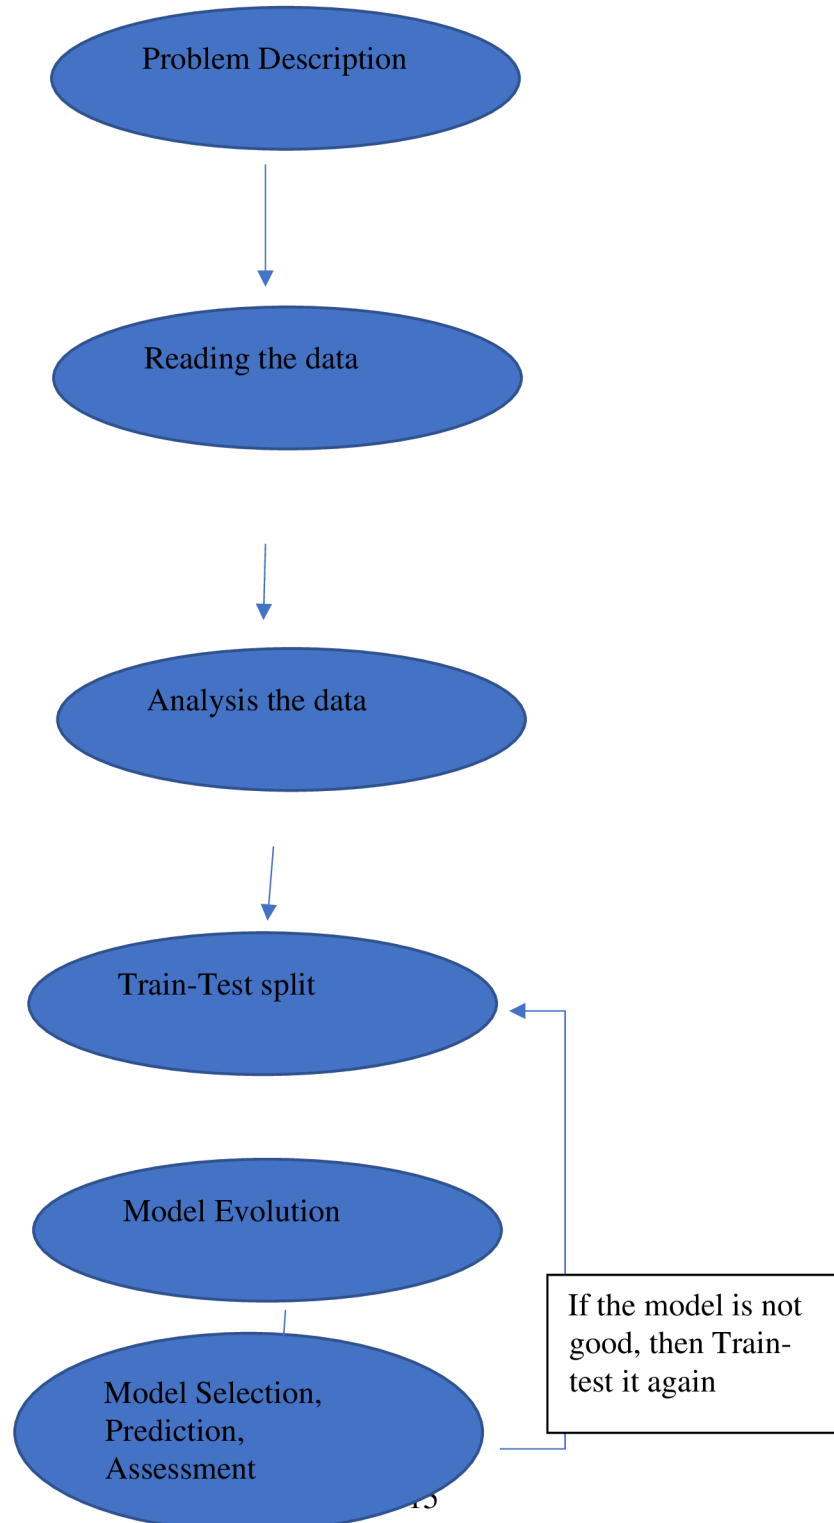 Problem Description
Reading the data
Analysis the data
Train-Test split
Model Evolution
If the model is not
good, then Train-
test it again
Model Selection,
Prediction,
Assessment
15